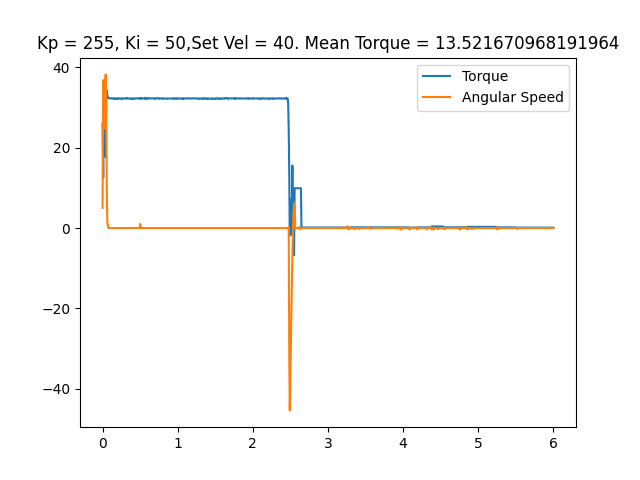 Kp = 255, Ki = 50,Set Vel = 40. Mean Torque = 13.521670968191964
Torque
Angular Speed
40
20
0
−20
−40
0 1 2 3 4 5 6